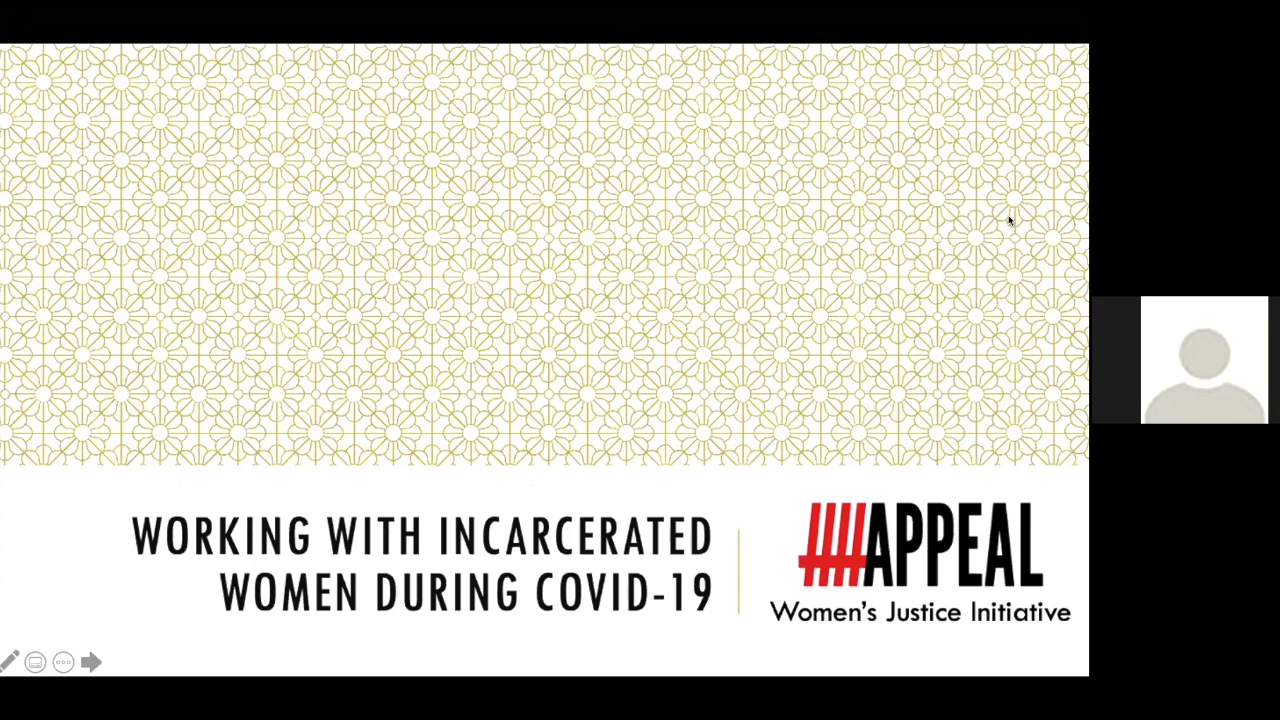 WORKING WITH INCARCERATED
WOMEN DURING COVID-19
APPEAL
Women's Justice Initiative